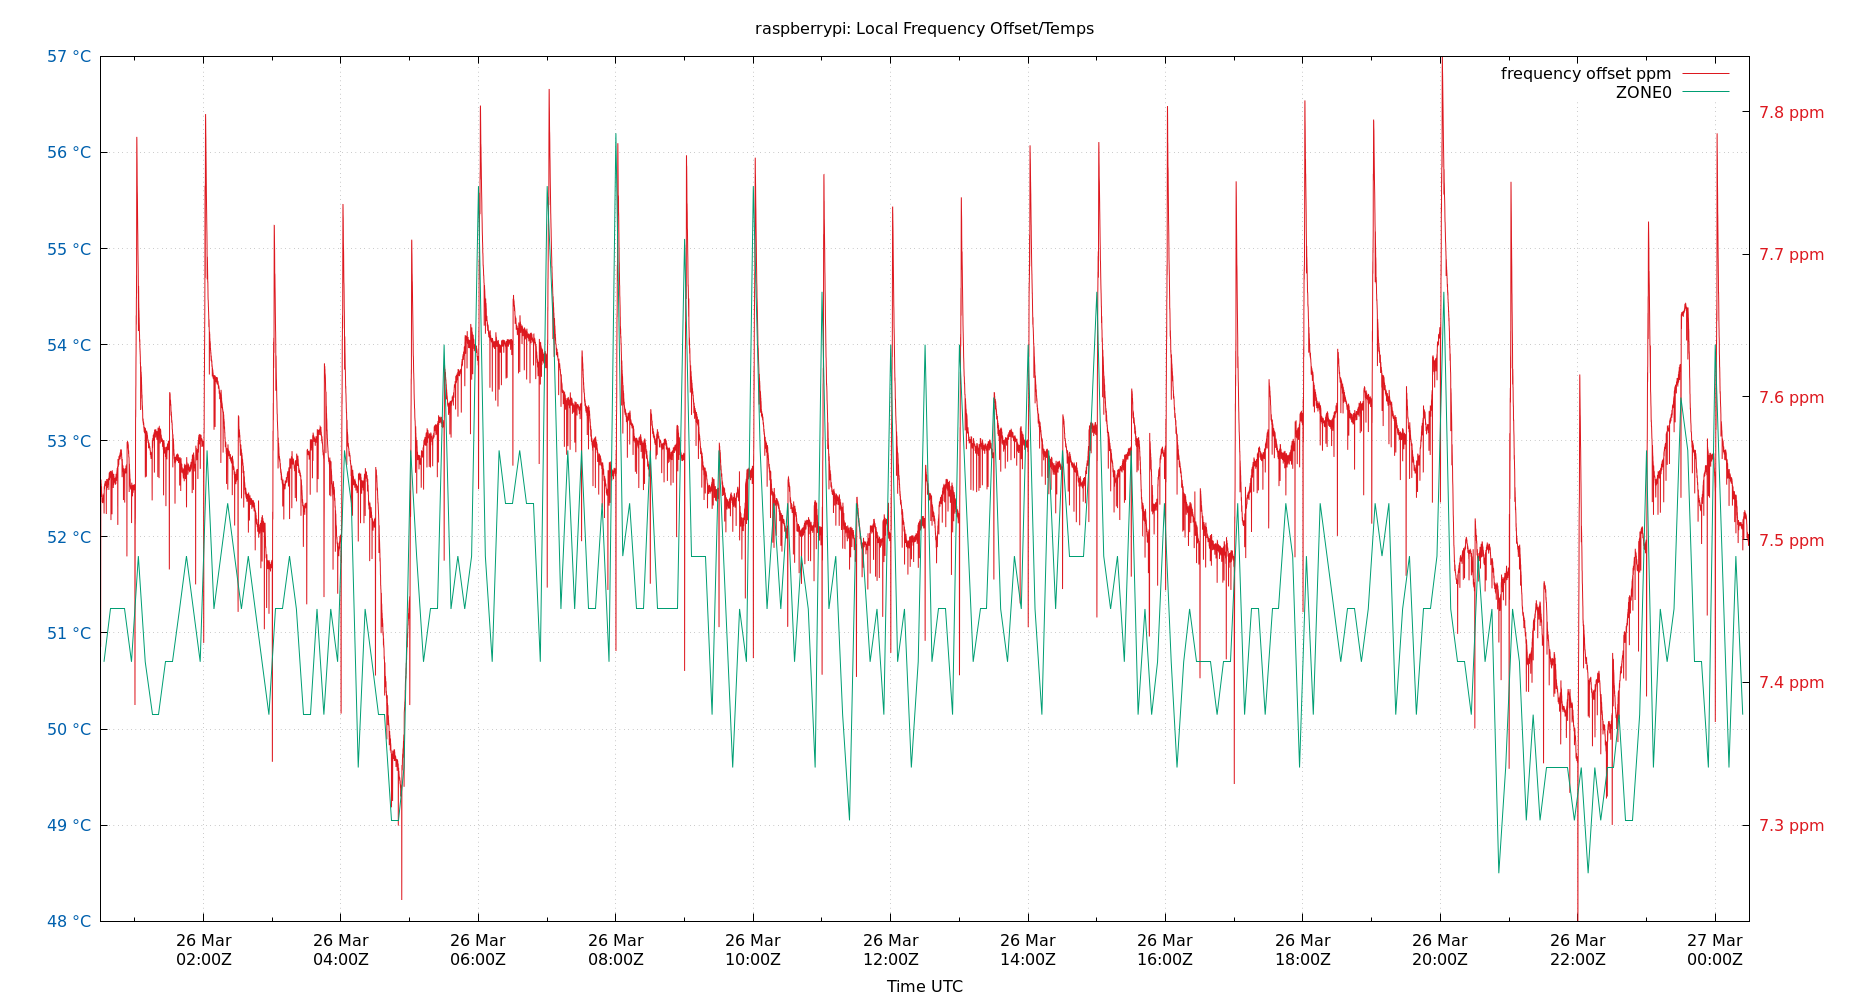 raspberrypi: Local Frequency Offset/Temps
57 °C
56 °C
55 °C
54 °C
53 °C
52 °C
51 °C
50 °C
49 °C
48 °C
frequency offset ppm
ZONE0
7.8 ppm
7.7 ppm
7.6 ppm
7.5 ppm
7.4 ppm
7.3 ppm
26 Mar
02:00Z
26 Mar
04:00Z
26 Mar
06:00Z
26 Mar
08:00Z
26 Mar
10:00Z
26 Mar
12:00Z
26 Mar
14:00Z
26 Mar
16:00Z
26 Mar
18:00Z
26 Mar
20:00Z
26 Mar
22:00Z
27 Mar
00:00Z
Time UTC